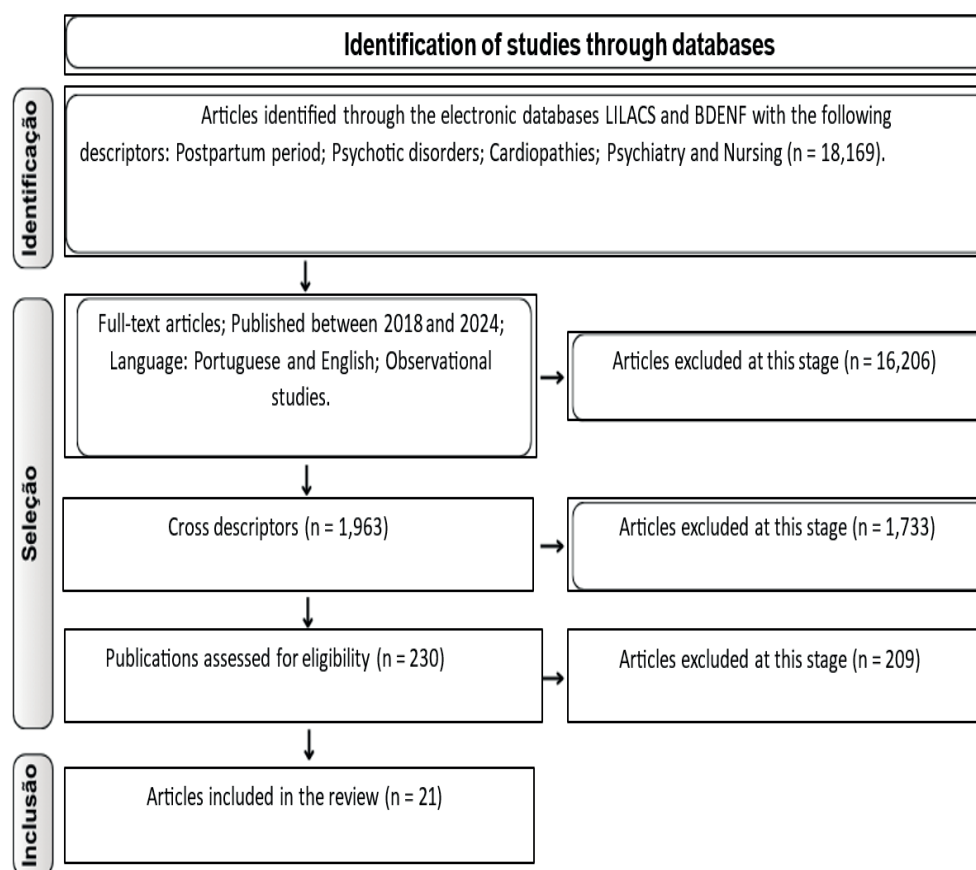 Identification of studies through databases
Identificação
Articles identified through the electronic databases LILACS and BDENF with the following
descriptors: Postpartum period; Psychotic disorders; Cardiopathies; Psychiatry and Nursing (n = 18,169).
Seleção
Full-text articles; Published between 2018 and 2024;
Language: Portuguese and English; Observational
studies.
Articles excluded at this stage (n = 16,206)
Cross descriptors (n = 1,963)
Articles excluded at this stage (n = 1,733)
Publications assessed for eligibility (n = 230)
Articles excluded at this stage (n = 209)
Inclusão
Articles included in the review (n = 21)